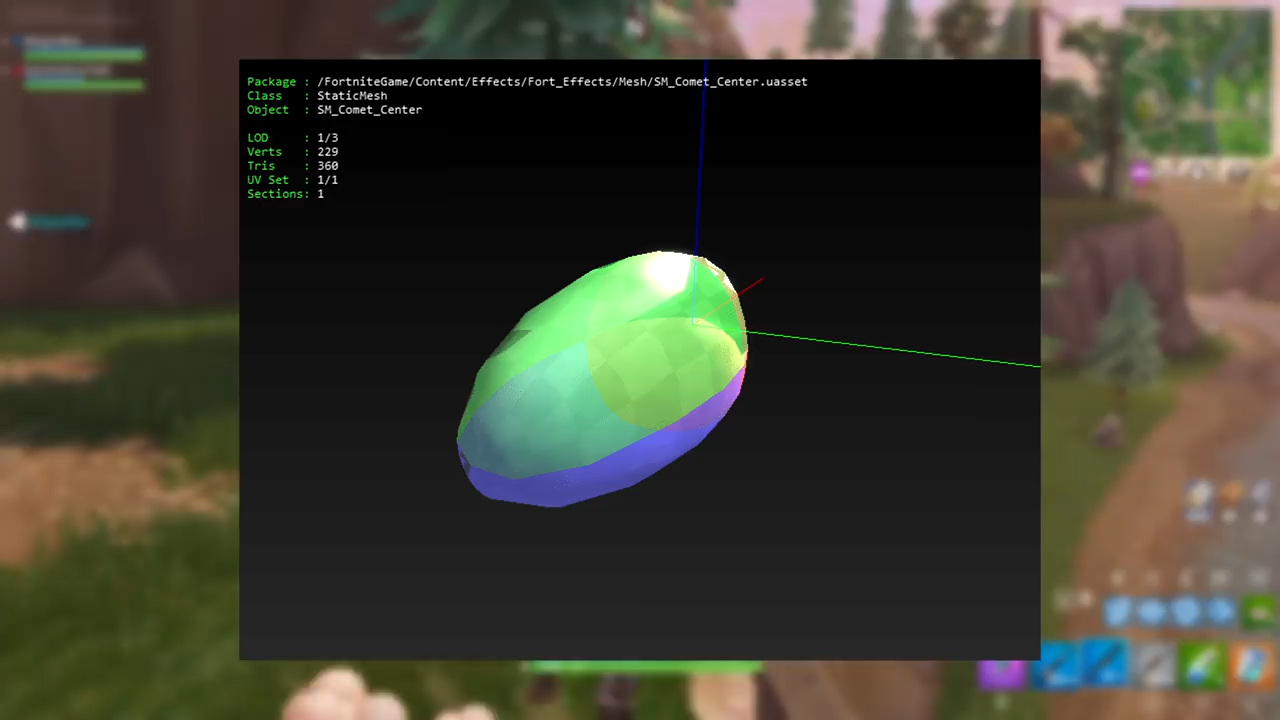 Package : /FortniteGame/Content/Effects/Fort_Effects/Mesh/SM_Comet_Center.uasset
Class : StaticMesh
Object : SM_Comet_Center
LOD : 1/3
Verts : 229
Tris : 360
UV Set : 1/1
Sections: 1